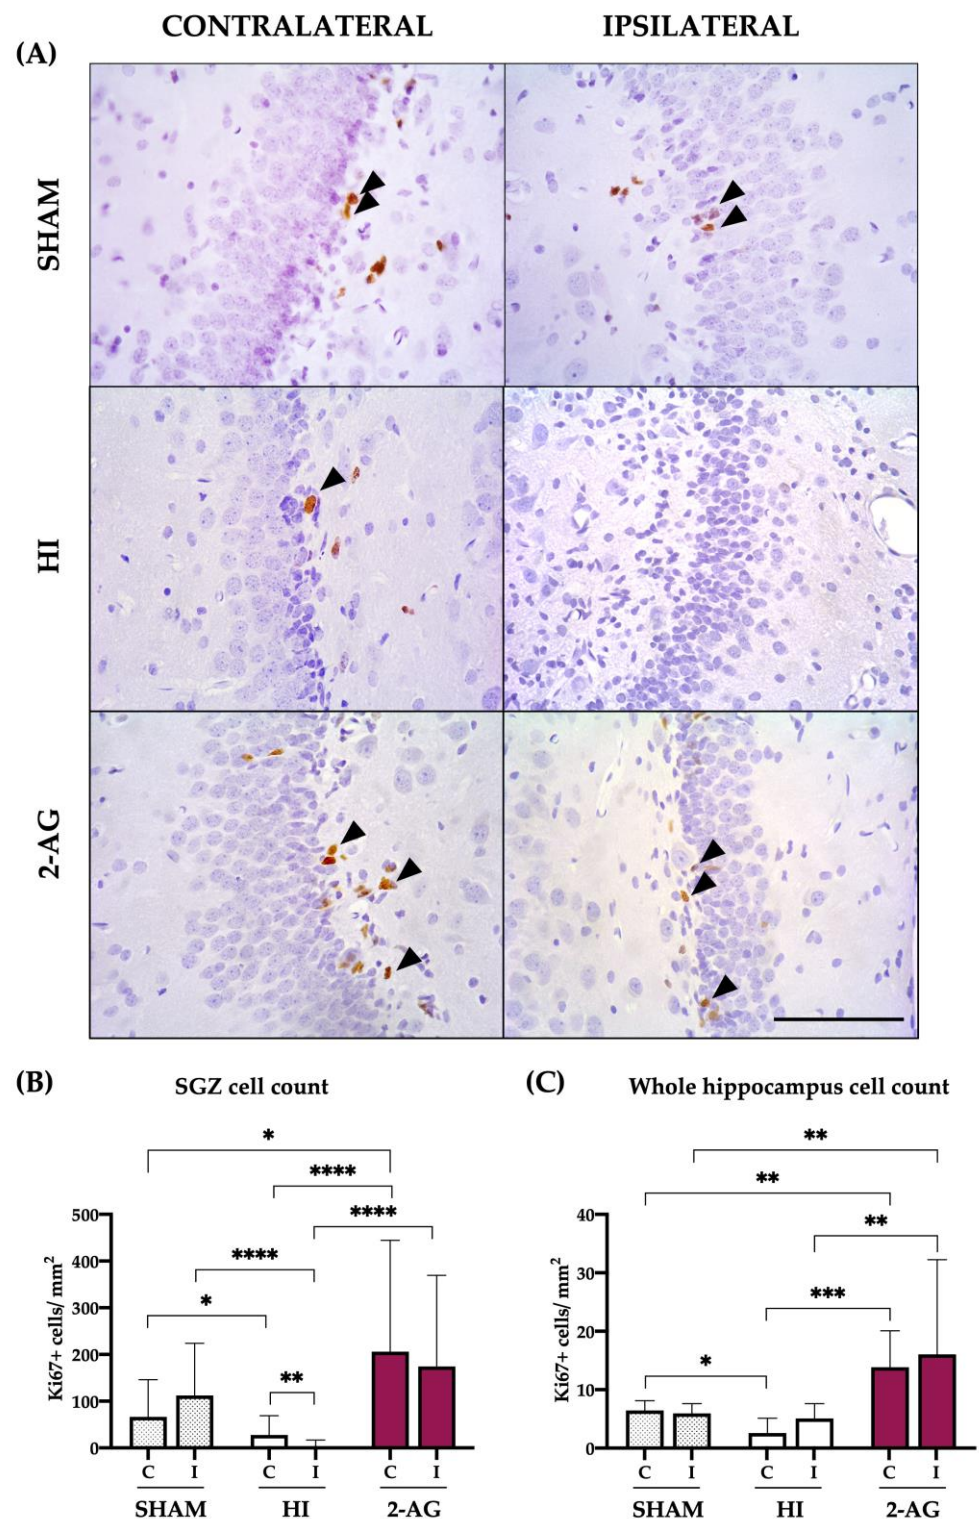 CONTRALATERAL IPSILATERAL
(A)
SHAM
HI
2-AG
(B) SGZ cell count
(C) Whole hippocampus cell count
*
****
****
****
*
**
500
400
300
200
100
0
Ki67+ cells/ mm²
C I C I C I
SHAM HI 2-AG
**
**
**
***
*
40
30
20
10
0
Ki67+ cells/ mm²
C I C I C I
SHAM HI 2-AG